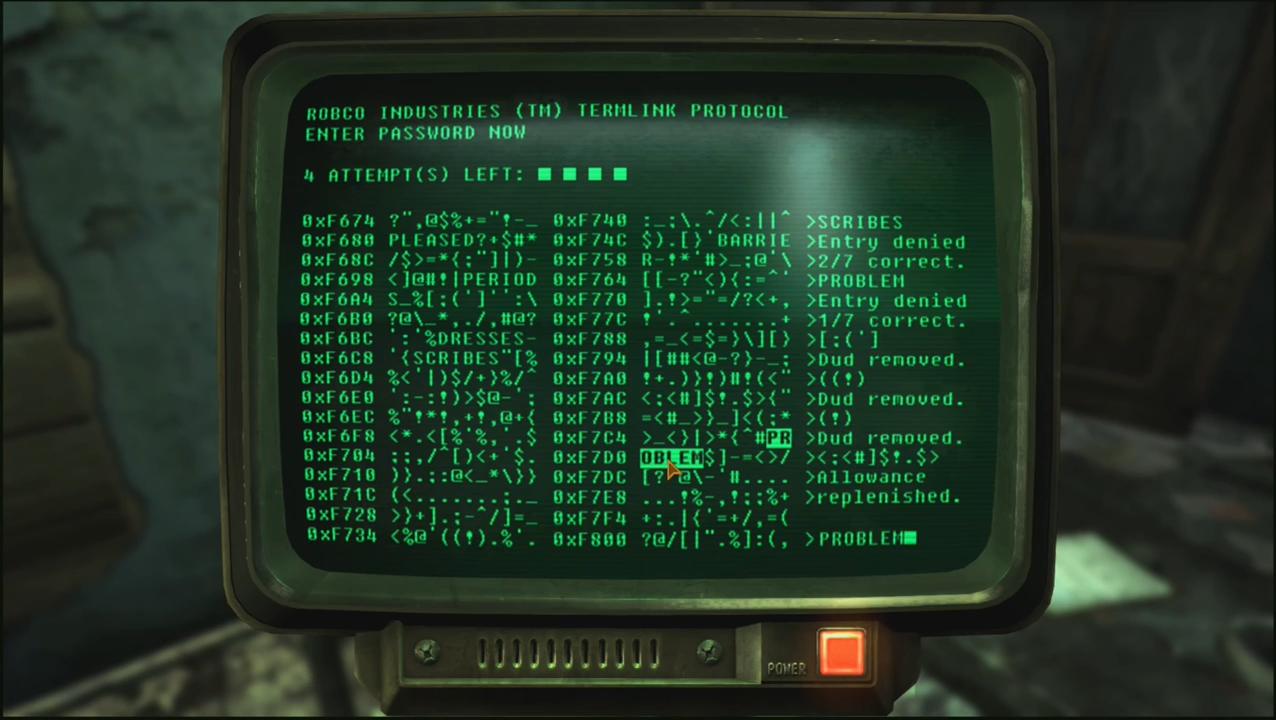 ROBCO INDUSTRIES (TM) TERMLINK PROTOCOL
ENTER PASSWORD NOW
4 ATTEMPT(S) LEFT: ■ ■ ■ ■
0xF674 ?",@$%+="!-_ 0xF740 :_;\.^/<:||^ >SCRIBES
0xF680 PLEASED?+$#* 0xF74C $).[}'BARRIE >Entry denied
0xF68C /$>=*{:"]|)- 0xF758 R-!*'#>_;@'\ >2/7 correct.
0xF698 <]@#!|PERIOD 0xF764 [[-?"<){:=^' >PROBLEM
0xF6A4 S_%[;(']'':\ 0xF770 ].!>="=/?<+, >Entry denied
0xF6B0 ?@\_*,./,#@? 0xF77C !'.^.......+ >1/7 correct.
0xF6BC ':'%DRESSES- 0xF788 ,=_<=$=}\][} >[;(']
0xF6C8 '{SCRIBES"[% 0xF794 |[##<@-?}-_; >Dud removed.
0xF6D4 %<'|)$/+}%/^ 0xF7A0 !+.)}!)#!(<" >((!)
0xF6E0 ':-:!)>$@-'; 0xF7AC <;<#]$!.$>{" >Dud removed.
0xF6EC %"!*!,+!,@+{ 0xF7B8 =<#_>}_]<(;* >(!)
0xF6F8 <*.<[%'%,'.$ 0xF7C4 >_<}|>*{^#PR >Dud removed.
0xF704 ::,/^[)<+'$. 0xF7D0 OBLEM$]-=<>/ ><;<#]$!.$>
0xF710 )}.;:@<_*\}} 0xF7DC [?"@\-'#.... >Allowance
0xF71C (<.......;._ 0xF7E8 ...!%-,!;;%+ >replenished.
0xF728 >}+].;-^/]=_ 0xF7F4 +:.|{'=+/,=(
0xF734 <%@'((!).%'. 0xF800 ?@/[|".%]:(, >PROBLEM■
POWER